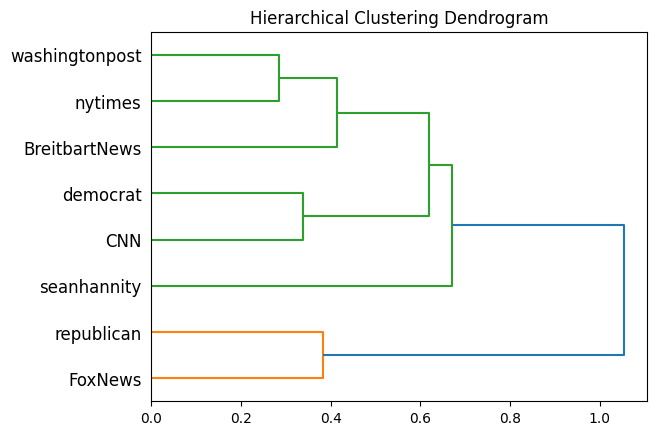 Hierarchical Clustering Dendrogram
washingtonpost
nytimes
BreitbartNews
democrat
CNN
seanhannity
republican
FoxNews
0.0 0.2 0.4 0.6 0.8 1.0